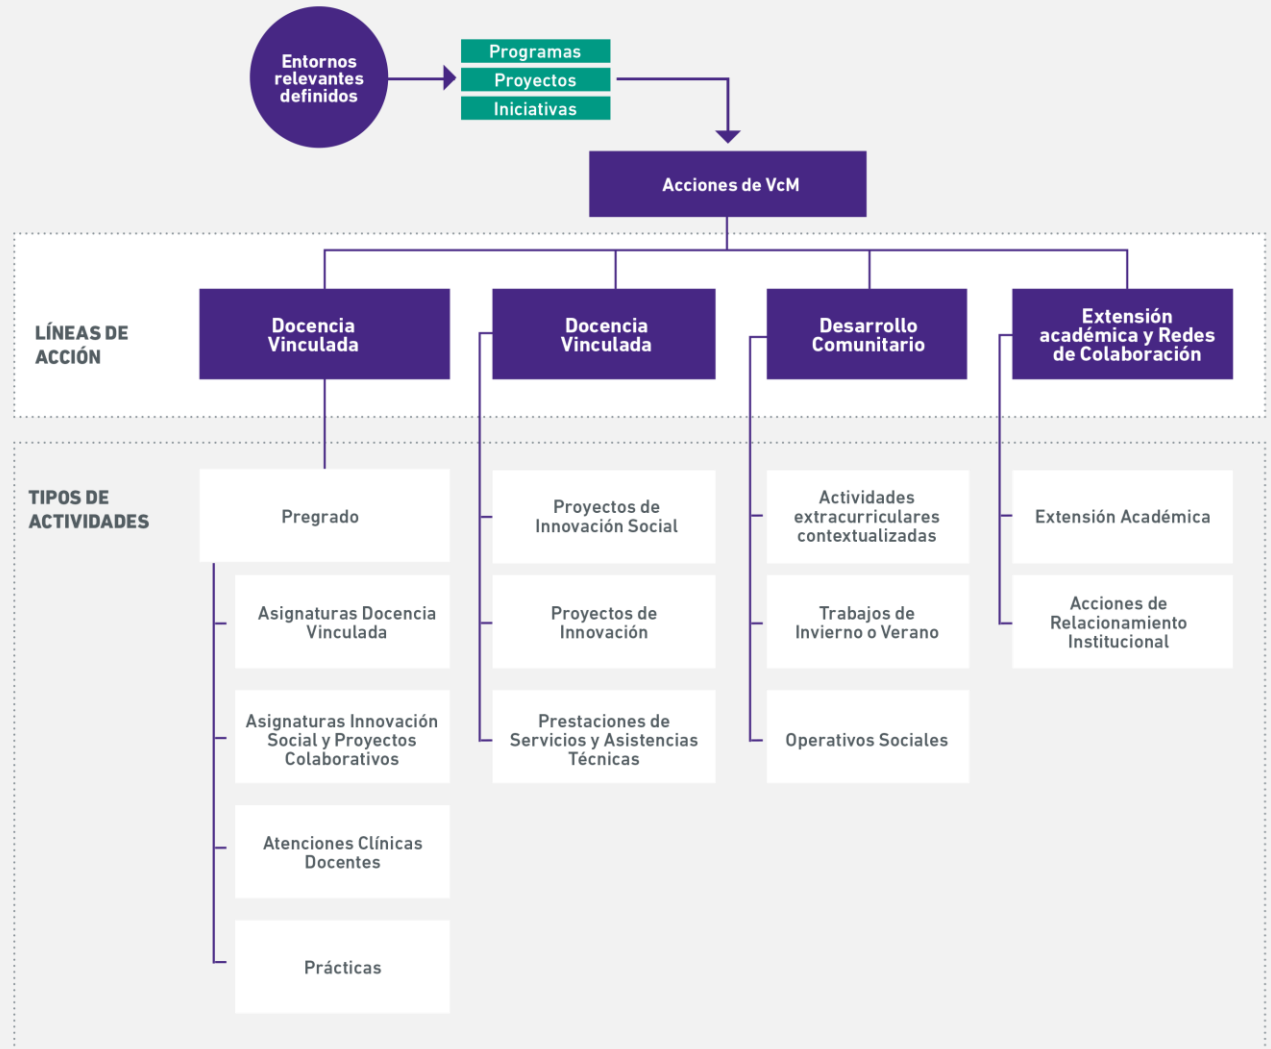 Entornos
relevantes
definidos
Programas
Proyectos
Iniciativas
Acciones de VcM
LÍNEAS DE
ACCIÓN
Docencia
Vinculada
Docencia
Vinculada
Desarrollo
Comunitario
Extensión
académica y Redes
de Colaboración
TIPOS DE
ACTIVIDADES
Pregrado
Asignaturas Docencia
Vinculada
Asignaturas Innovación
Social y Proyectos
Colaborativos
Atenciones Clínicas
Docentes
Prácticas
Proyectos de
Innovación Social
Proyectos de
Innovación
Prestaciones de
Servicios y Asistencias
Técnicas
Actividades
extracurriculares
contextualizadas
Trabajos de
Invierno o Verano
Operativos Sociales
Extensión Académica
Acciones de
Relacionamiento
Institucional